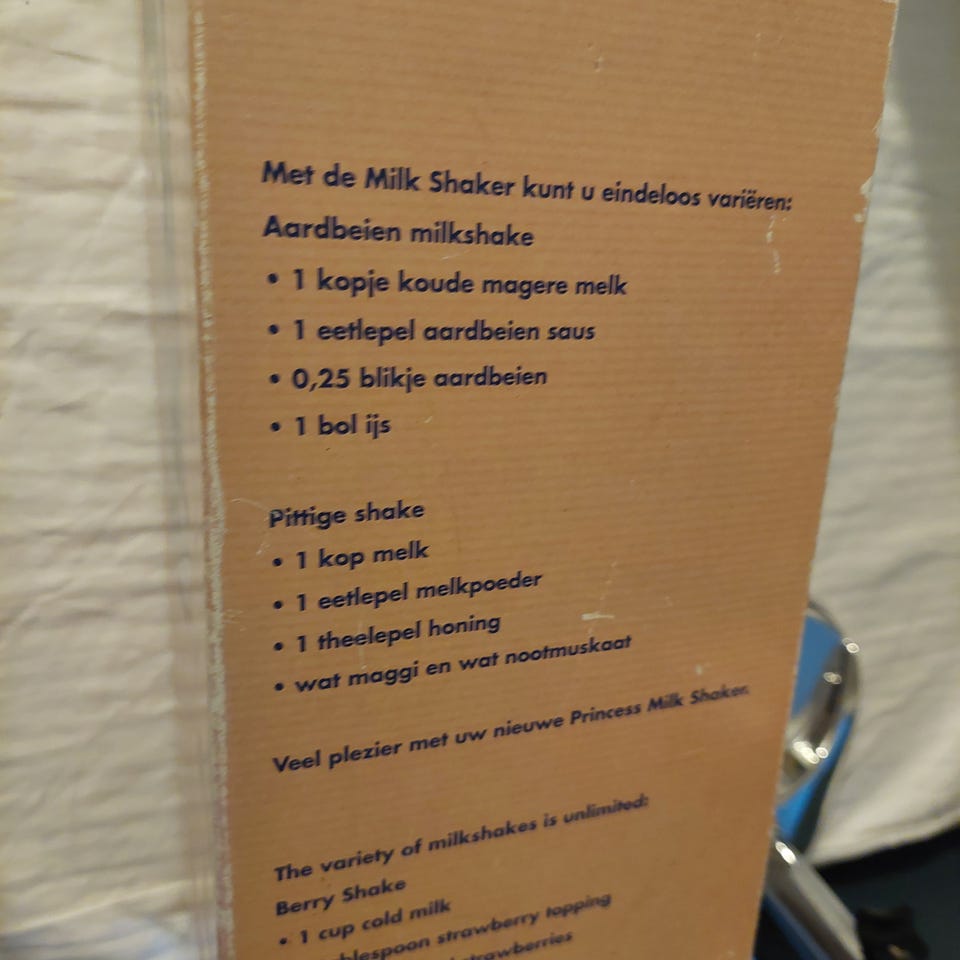 Met de Milk Shaker kunt u eindeloos variëren:
Aardbeien milkshake
• 1 kopje koude magere melk
• 1 eetlepel aardbeien saus
• 0,25 blikje aardbeien
• 1 bol ijs
Pittige shake
• 1 kop melk
• 1 eetlepel melkpoeder
• 1 theelepel honing
• wat maggi en wat nootmuskaat
Veel plezier met uw nieuwe Princess Milk Shaker.
The variety of milkshakes is unlimited:
Berry Shake
• 1 cup cold milk
strawberry topping
strawberries